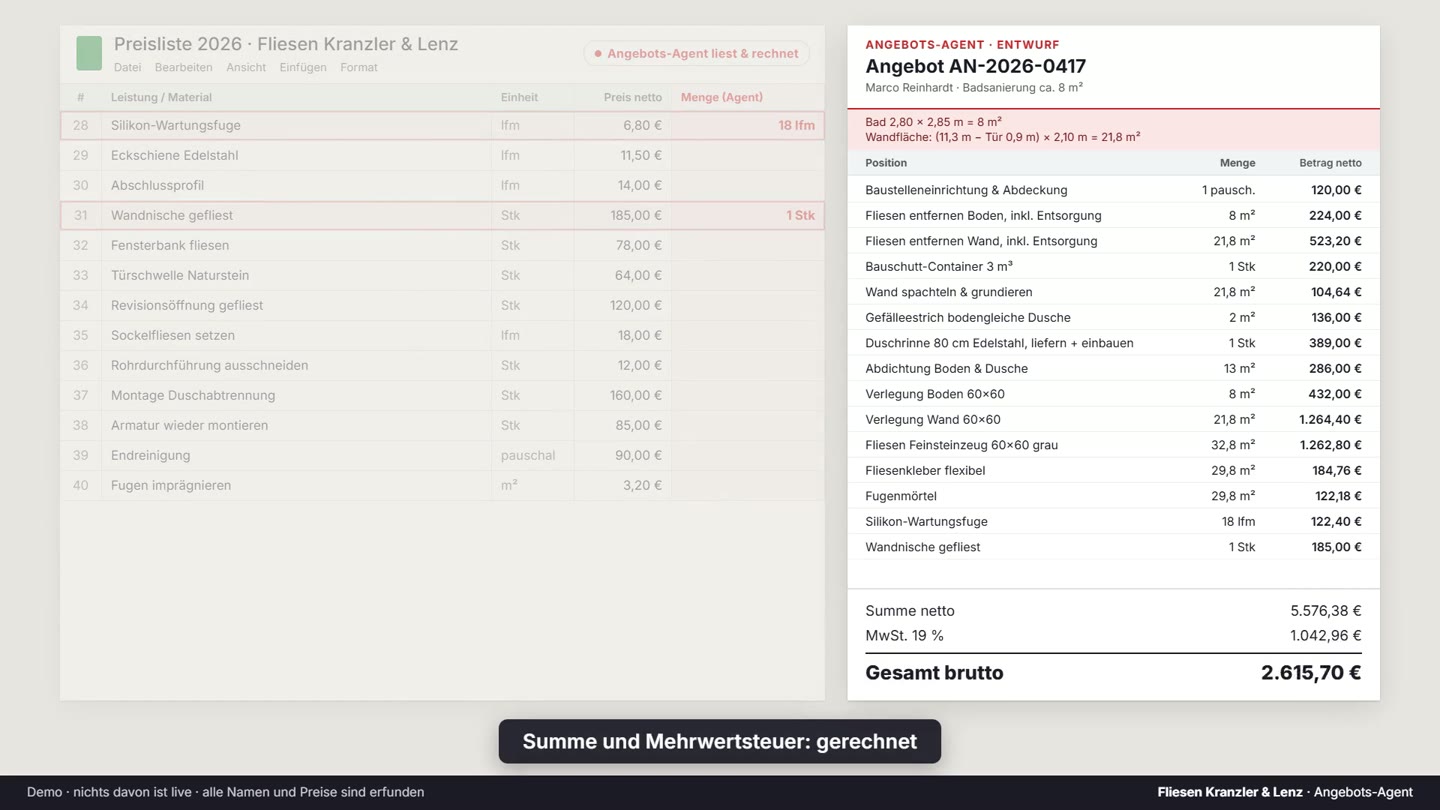 Preisliste 2026 · Fliesen Kranzler & Lenz
Datei Bearbeiten Ansicht Einfügen Format
Angebots-Agent liest & rechnet
# Leistung / Material Einheit Preis netto Menge (Agent)
28 Silikon-Wartungsfuge lfm 6,80 € 18 lfm
29 Eckschiene Edelstahl lfm 11,50 €
30 Abschlussprofil lfm 14,00 €
31 Wandnische gefliest Stk 185,00 € 1 Stk
32 Fensterbank fliesen Stk 78,00 €
33 Türschwelle Naturstein Stk 64,00 €
34 Revisionsöffnung gefliest Stk 120,00 €
35 Sockelfliesen setzen lfm 18,00 €
36 Rohrdurchführung ausschneiden Stk 12,00 €
37 Montage Duschabtrennung Stk 160,00 €
38 Armatur wieder montieren Stk 85,00 €
39 Endreinigung pauschal 90,00 €
40 Fugen imprägnieren m² 3,20 €
ANGEBOTS-AGENT · ENTWURF
Angebot AN-2026-0417
Marco Reinhardt · Badsanierung ca. 8 m²
Bad 2,80 × 2,85 m = 8 m²
Wandfläche: (11,3 m − Tür 0,9 m) × 2,10 m = 21,8 m²
Position Menge Betrag netto
Baustelleneinrichtung & Abdeckung 1 pausch. 120,00 €
Fliesen entfernen Boden, inkl. Entsorgung 8 m² 224,00 €
Fliesen entfernen Wand, inkl. Entsorgung 21,8 m² 523,20 €
Bauschutt-Container 3 m³ 1 Stk 220,00 €
Wand spachteln & grundieren 21,8 m² 104,64 €
Gefälleestrich bodengleiche Dusche 2 m² 136,00 €
Duschrinne 80 cm Edelstahl, liefern + einbauen 1 Stk 389,00 €
Abdichtung Boden & Dusche 13 m² 286,00 €
Verlegung Boden 60×60 8 m² 432,00 €
Verlegung Wand 60×60 21,8 m² 1.264,40 €
Fliesen Feinsteinzeug 60×60 grau 32,8 m² 1.262,80 €
Fliesenkleber flexibel 29,8 m² 184,76 €
Fugenmörtel 29,8 m² 122,18 €
Silikon-Wartungsfuge 18 lfm 122,40 €
Wandnische gefliest 1 Stk 185,00 €
Summe netto 5.576,38 €
MwSt. 19 % 1.042,96 €
Gesamt brutto 2.615,70 €
Summe und Mehrwertsteuer: gerechnet
Demo · nichts davon ist live · alle Namen und Preise sind erfunden
Fliesen Kranzler & Lenz · Angebots-Agent